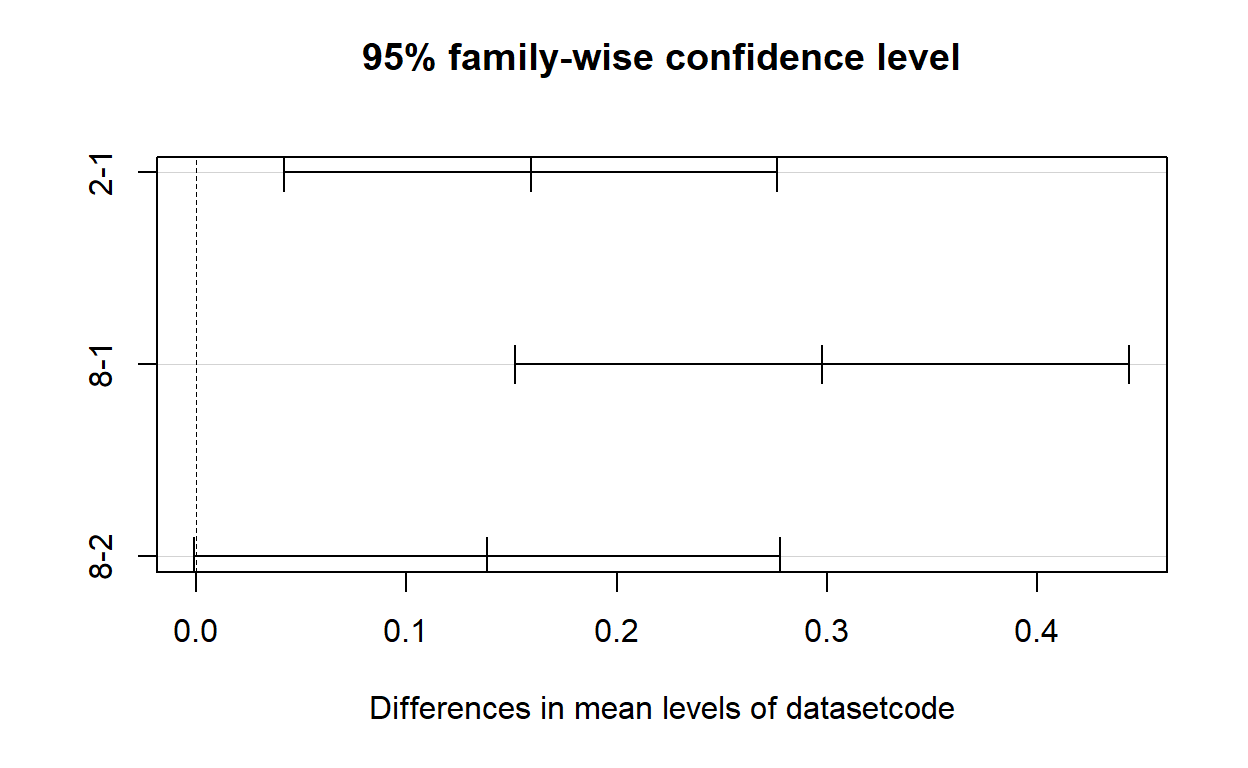 95% family-wise confidence level
2-1
8-1
8-2
0.0 0.1 0.2 0.3 0.4
Differences in mean levels of datasetcode